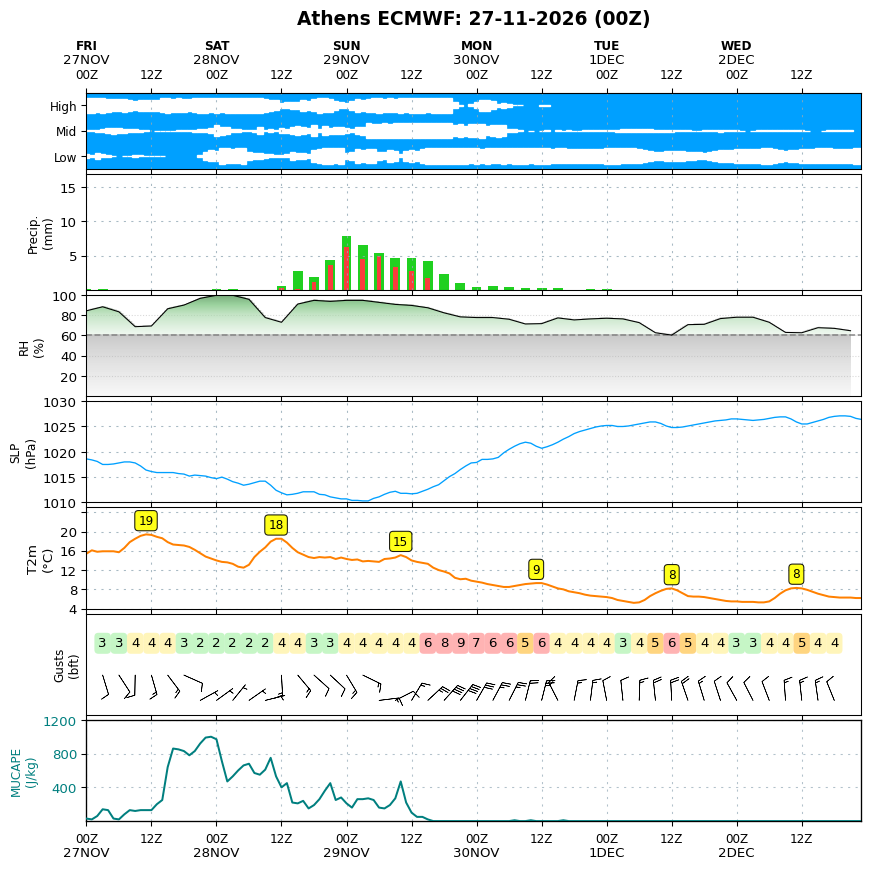 Athens ECMWF: 27-11-2026 (00Z)
FRI SAT SUN MON TUE WED
27NOV 28NOV 29NOV 30NOV 1DEC 2DEC
00Z 12Z 00Z 12Z 00Z 12Z 00Z 12Z 00Z 12Z 00Z 12Z
High
Mid
Low
Precip.
(mm)
15
10
5
RH
(%)
100
80
60
40
20
SLP
(hPa)
1030
1025
1020
1015
1010
T2m
(°C)
20
16
12
8
4
19 18 15 9 8 8
Gusts
(bft)
3 3 4 4 4 3 2 2 2 2 2 4 4 3 3 4 4 4 4 4 6 8 9 7 6 6 5 6 4 4 4 4 3 4 5 6 5 4 4 3 3 4 4 5 4 4
MUCAPE
(J/kg)
1200
800
400
00Z 12Z 00Z 12Z 00Z 12Z 00Z 12Z 00Z 12Z 00Z 12Z
27NOV 28NOV 29NOV 30NOV 1DEC 2DEC